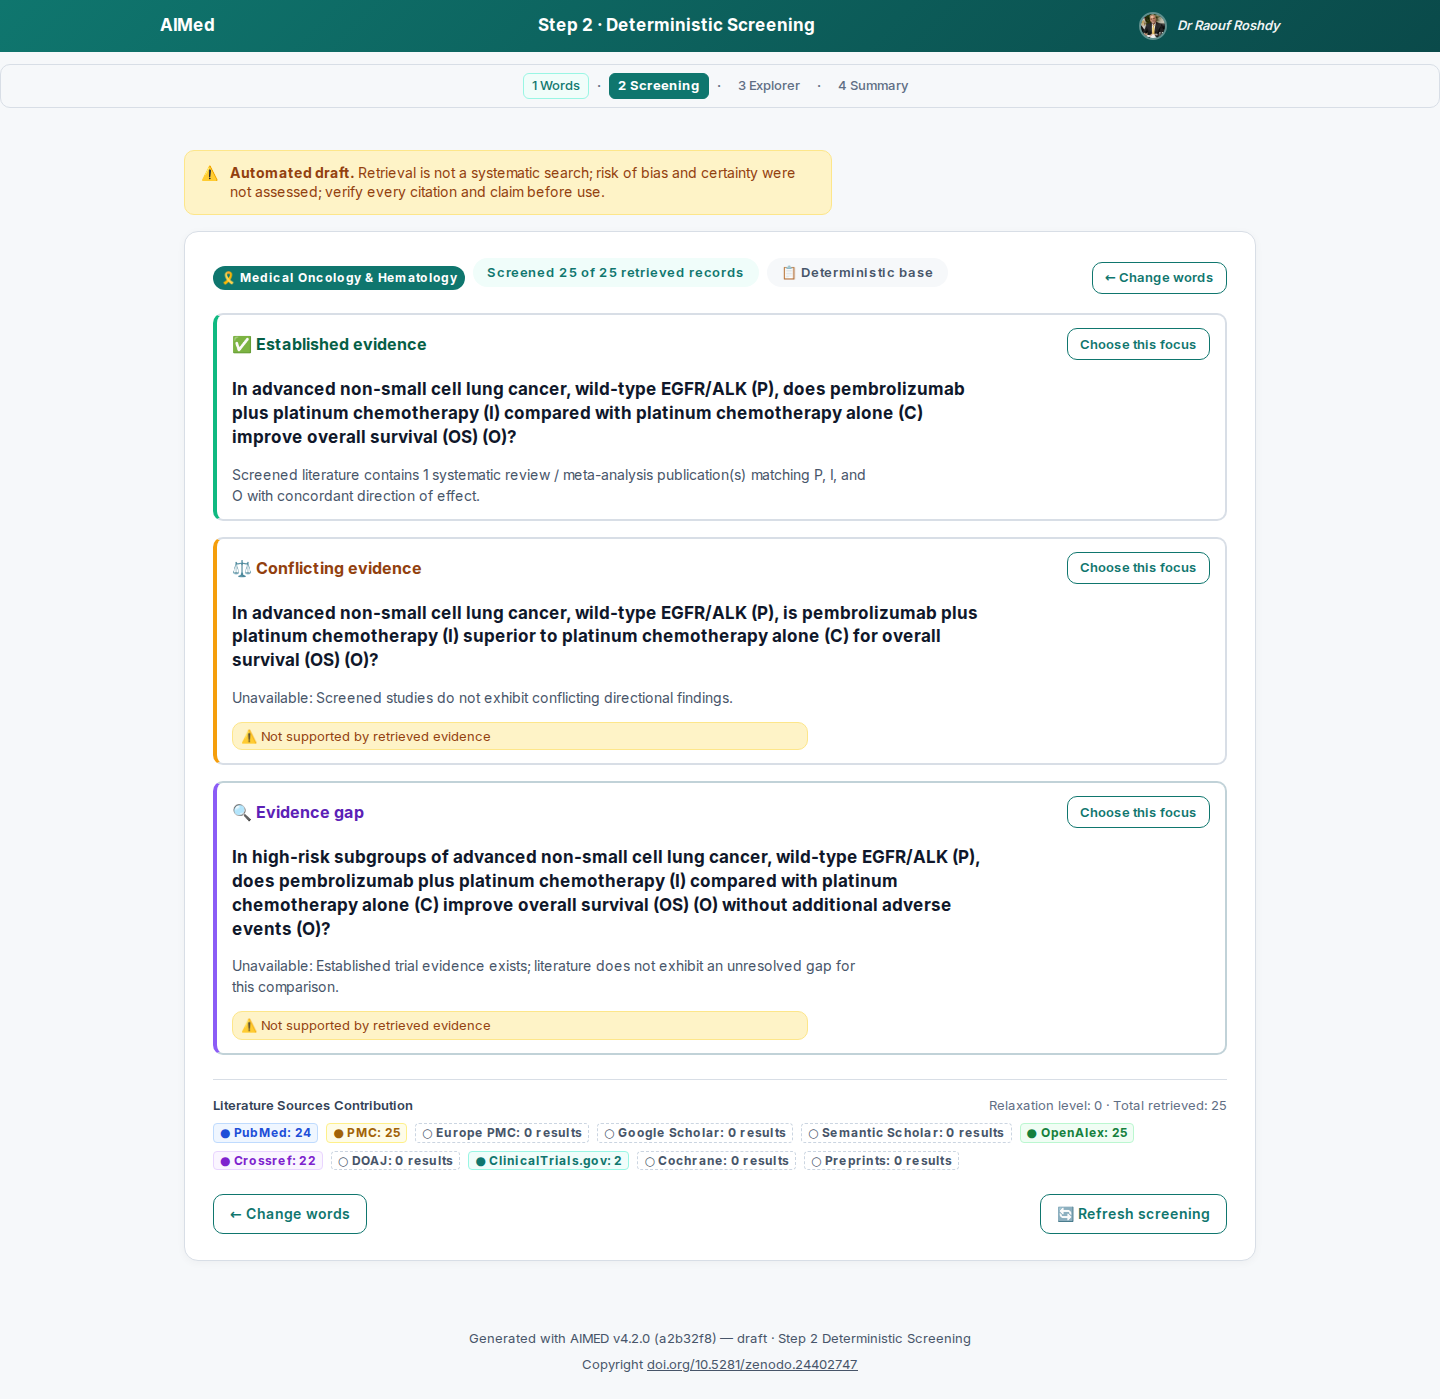 AIMed
Step 2 · Deterministic Screening
Dr Raouf Roshdy
1 Words · 2 Screening · 3 Explorer · 4 Summary
⚠️ Automated draft. Retrieval is not a systematic search; risk of bias and certainty were
not assessed; verify every citation and claim before use.
🎗️ Medical Oncology & Hematology
Screened 25 of 25 retrieved records
📋 Deterministic base
← Change words
✅ Established evidence
Choose this focus
In advanced non-small cell lung cancer, wild-type EGFR/ALK (P), does pembrolizumab
plus platinum chemotherapy (I) compared with platinum chemotherapy alone (C)
improve overall survival (OS) (O)?
Screened literature contains 1 systematic review / meta-analysis publication(s) matching P, I, and
O with concordant direction of effect.
⚖️ Conflicting evidence
Choose this focus
In advanced non-small cell lung cancer, wild-type EGFR/ALK (P), is pembrolizumab plus
platinum chemotherapy (I) superior to platinum chemotherapy alone (C) for overall
survival (OS) (O)?
Unavailable: Screened studies do not exhibit conflicting directional findings.
⚠️ Not supported by retrieved evidence
🔍 Evidence gap
Choose this focus
In high-risk subgroups of advanced non-small cell lung cancer, wild-type EGFR/ALK (P),
does pembrolizumab plus platinum chemotherapy (I) compared with platinum
chemotherapy alone (C) improve overall survival (OS) (O) without additional adverse
events (O)?
Unavailable: Established trial evidence exists; literature does not exhibit an unresolved gap for
this comparison.
⚠️ Not supported by retrieved evidence
Literature Sources Contribution
Relaxation level: 0 · Total retrieved: 25
● PubMed: 24 ● PMC: 25 ○ Europe PMC: 0 results ○ Google Scholar: 0 results ○ Semantic Scholar: 0 results ● OpenAlex: 25
● Crossref: 22 ○ DOAJ: 0 results ● ClinicalTrials.gov: 2 ○ Cochrane: 0 results ○ Preprints: 0 results
← Change words
🔄 Refresh screening
Generated with AIMED v4.2.0 (a2b32f8) — draft · Step 2 Deterministic Screening
Copyright doi.org/10.5281/zenodo.24402747